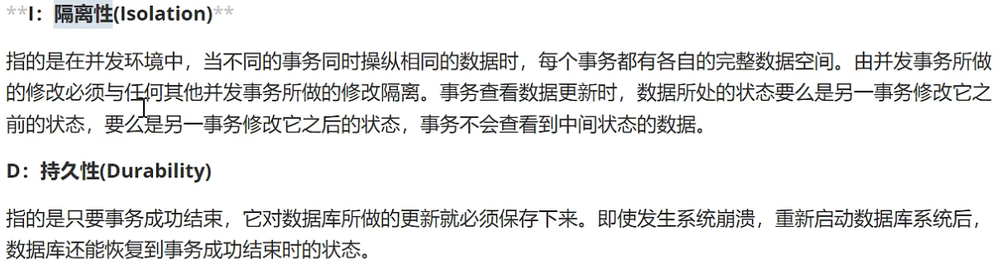 **I：隔离性(Isolation)**
指的是在并发环境中，当不同的事务同时操纵相同的数据时，每个事务都有各自的完整数据空间。由并发事务所做
的修改必须与任何其他并发事务所做的修改隔离。事务查看数据更新时，数据所处的状态要么是另一事务修改它之
前的状态，要么是另一事务修改它之后的状态，事务不会查看到中间状态的数据。
D：持久性(Durability)
指的是只要事务成功结束，它对数据库所做的更新就必须保存下来。即使发生系统崩溃，重新启动数据库系统后，
数据库还能恢复到事务成功结束时的状态。